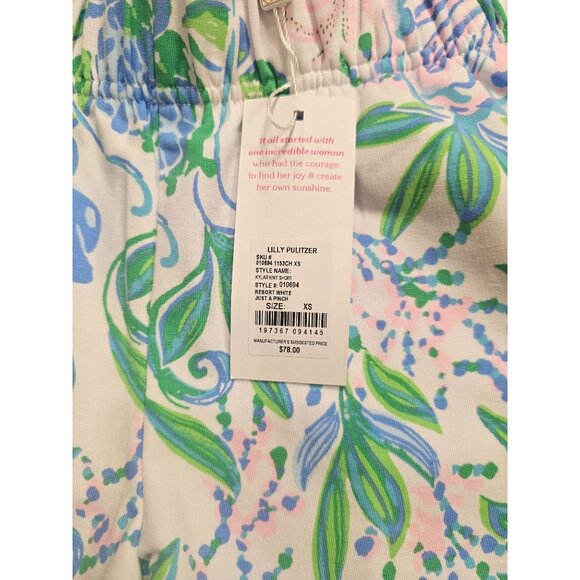 It all started with
one incredible woman
who had the courage
to find her joy & create
her own sunshine.
LILLY PULITZER
SKU #
010694 1153CH XS
STYLE NAME:
KYLAR KNIT SHORT
STYLE #: 010694
RESORT WHITE
JUST A PINCH
SIZE: XS
197367 094145
MANUFACTURER'S SUGGESTED PRICE
$78.00